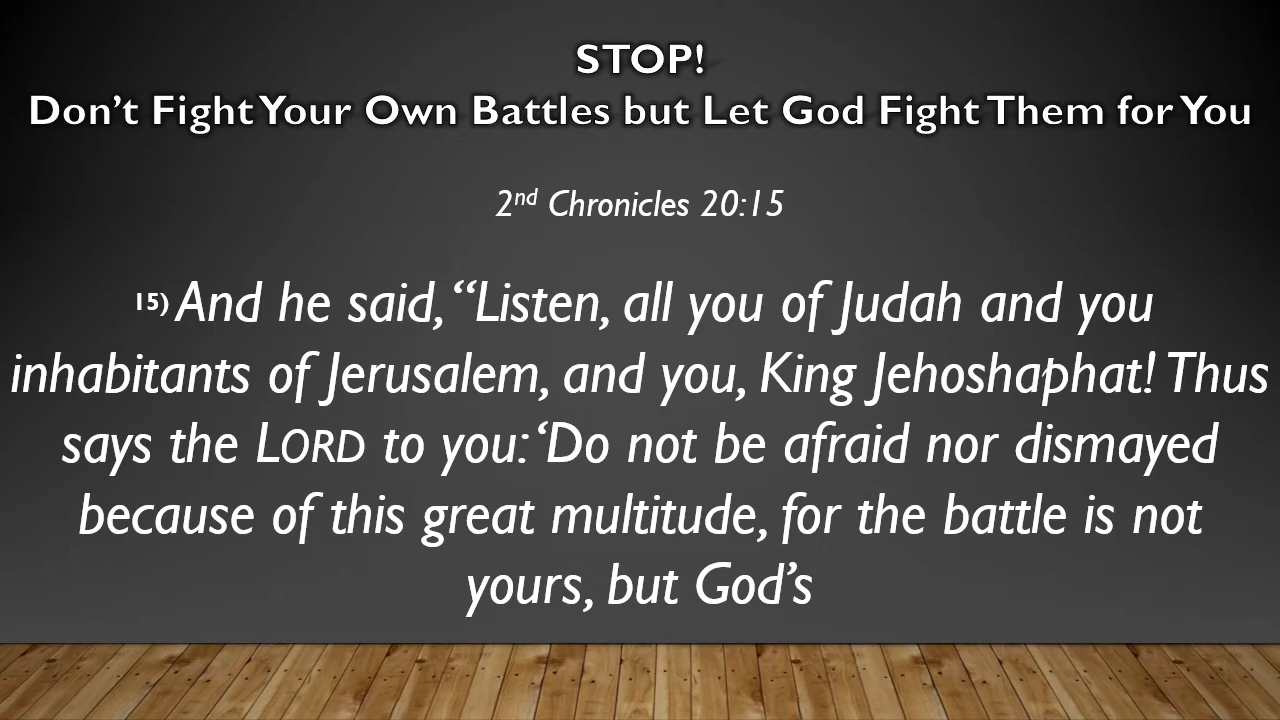 STOP!
Don’t Fight Your Own Battles but Let God Fight Them for You
2nd Chronicles 20:15
15) And he said, “Listen, all you of Judah and you
inhabitants of Jerusalem, and you, King Jehoshaphat! Thus
says the LORD to you: ‘Do not be afraid nor dismayed
because of this great multitude, for the battle is not
yours, but God’s